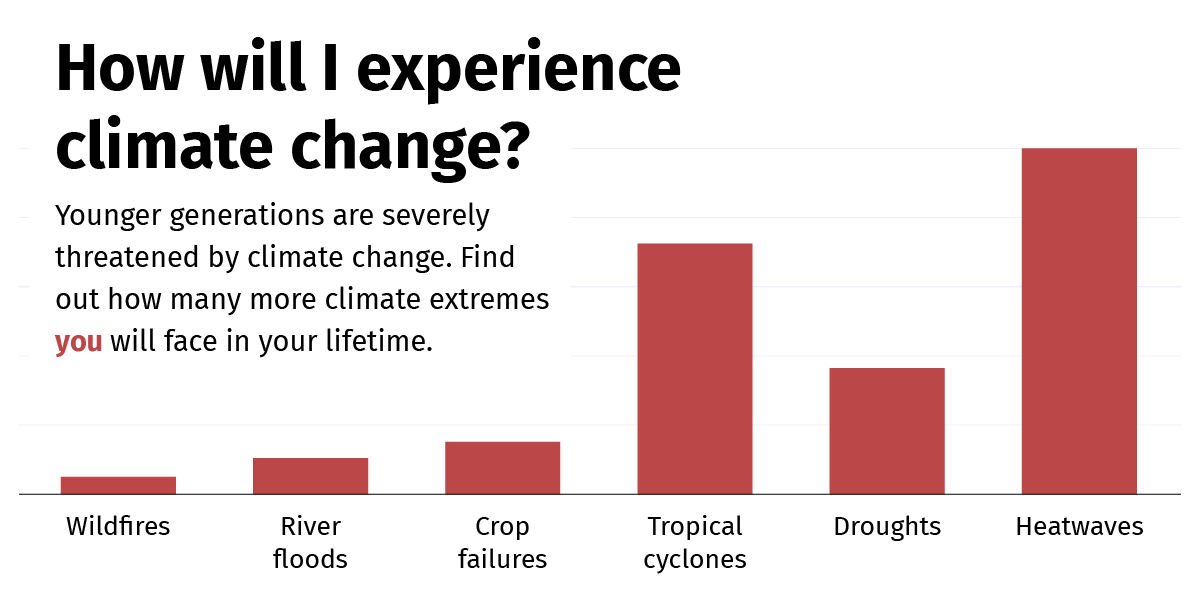 How will I experience
climate change?
Younger generations are severely
threatened by climate change. Find
out how many more climate extremes
you will face in your lifetime.
Wildfires
River
floods
Crop
failures
Tropical
cyclones
Droughts
Heatwaves